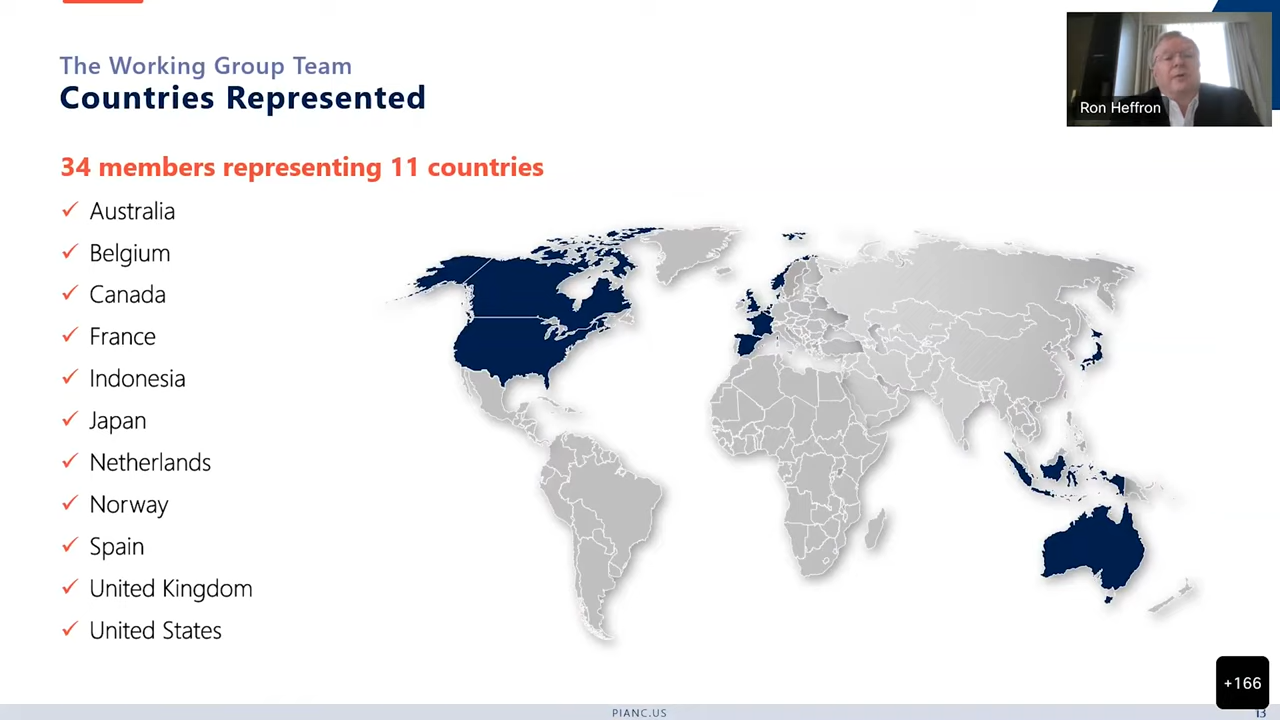 The Working Group Team
Countries Represented
Ron Heffron
34 members representing 11 countries
Australia
Belgium
Canada
France
Indonesia
Japan
Netherlands
Norway
Spain
United Kingdom
United States
+166
PIANC.US
13